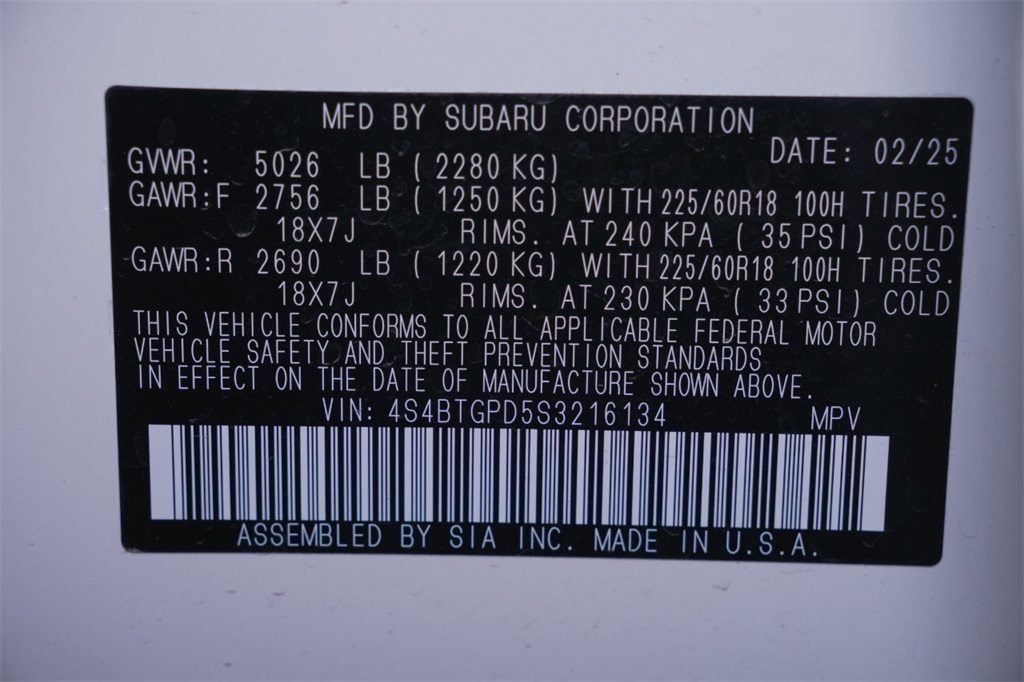 MFD BY SUBARU CORPORATION
DATE: 02/25
GVWR: 5026 LB ( 2280 KG)
GAWR:F 2756 LB ( 1250 KG) WITH 225/60R18 100H TIRES.
18X7J RIMS. AT 240 KPA ( 35 PSI) COLD
GAWR:R 2690 LB ( 1220 KG) WITH 225/60R18 100H TIRES.
18X7J RIMS. AT 230 KPA ( 33 PSI) COLD
THIS VEHICLE CONFORMS TO ALL APPLICABLE FEDERAL MOTOR
VEHICLE SAFETY AND THEFT PREVENTION STANDARDS
IN EFFECT ON THE DATE OF MANUFACTURE SHOWN ABOVE.
VIN: 4S4BTGPD5S3216134 MPV
ASSEMBLED BY SIA INC. MADE IN U.S.A.